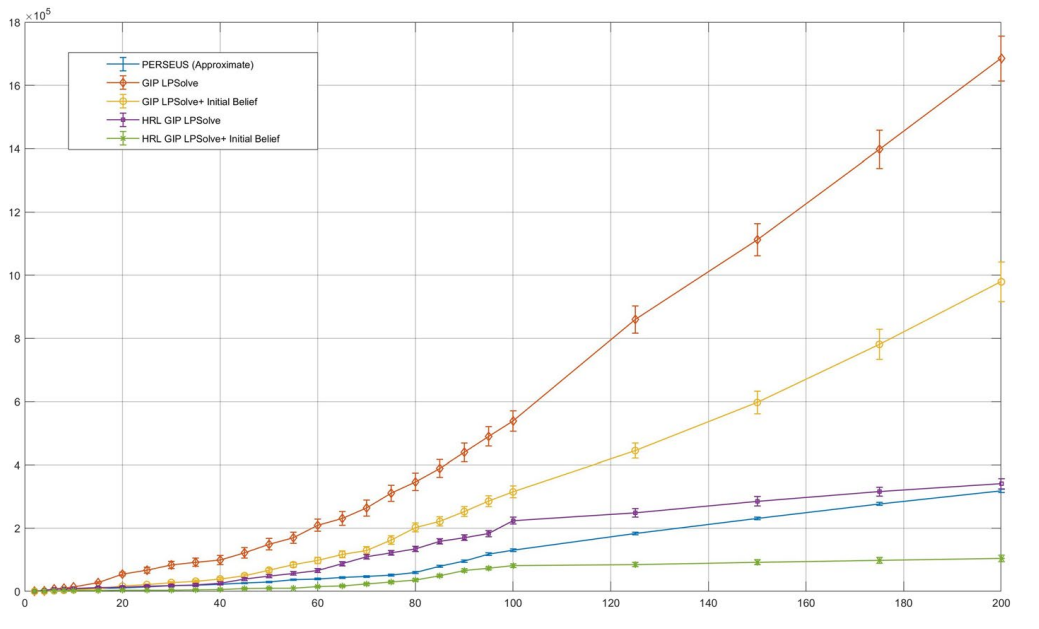 ×10⁵
18
16
14
12
10
8
6
4
2
0
PERSEUS (Approximate)
GIP LPSolve
GIP LPSolve+ Initial Belief
HRL GIP LPSolve
HRL GIP LPSolve+ Initial Belief
0 20 40 60 80 100 120 140 160 180 200